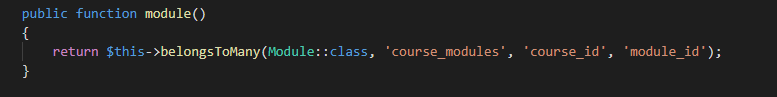 public function module()
{
return $this->belongsToMany(Module::class, 'course_modules', 'course_id', 'module_id');
}